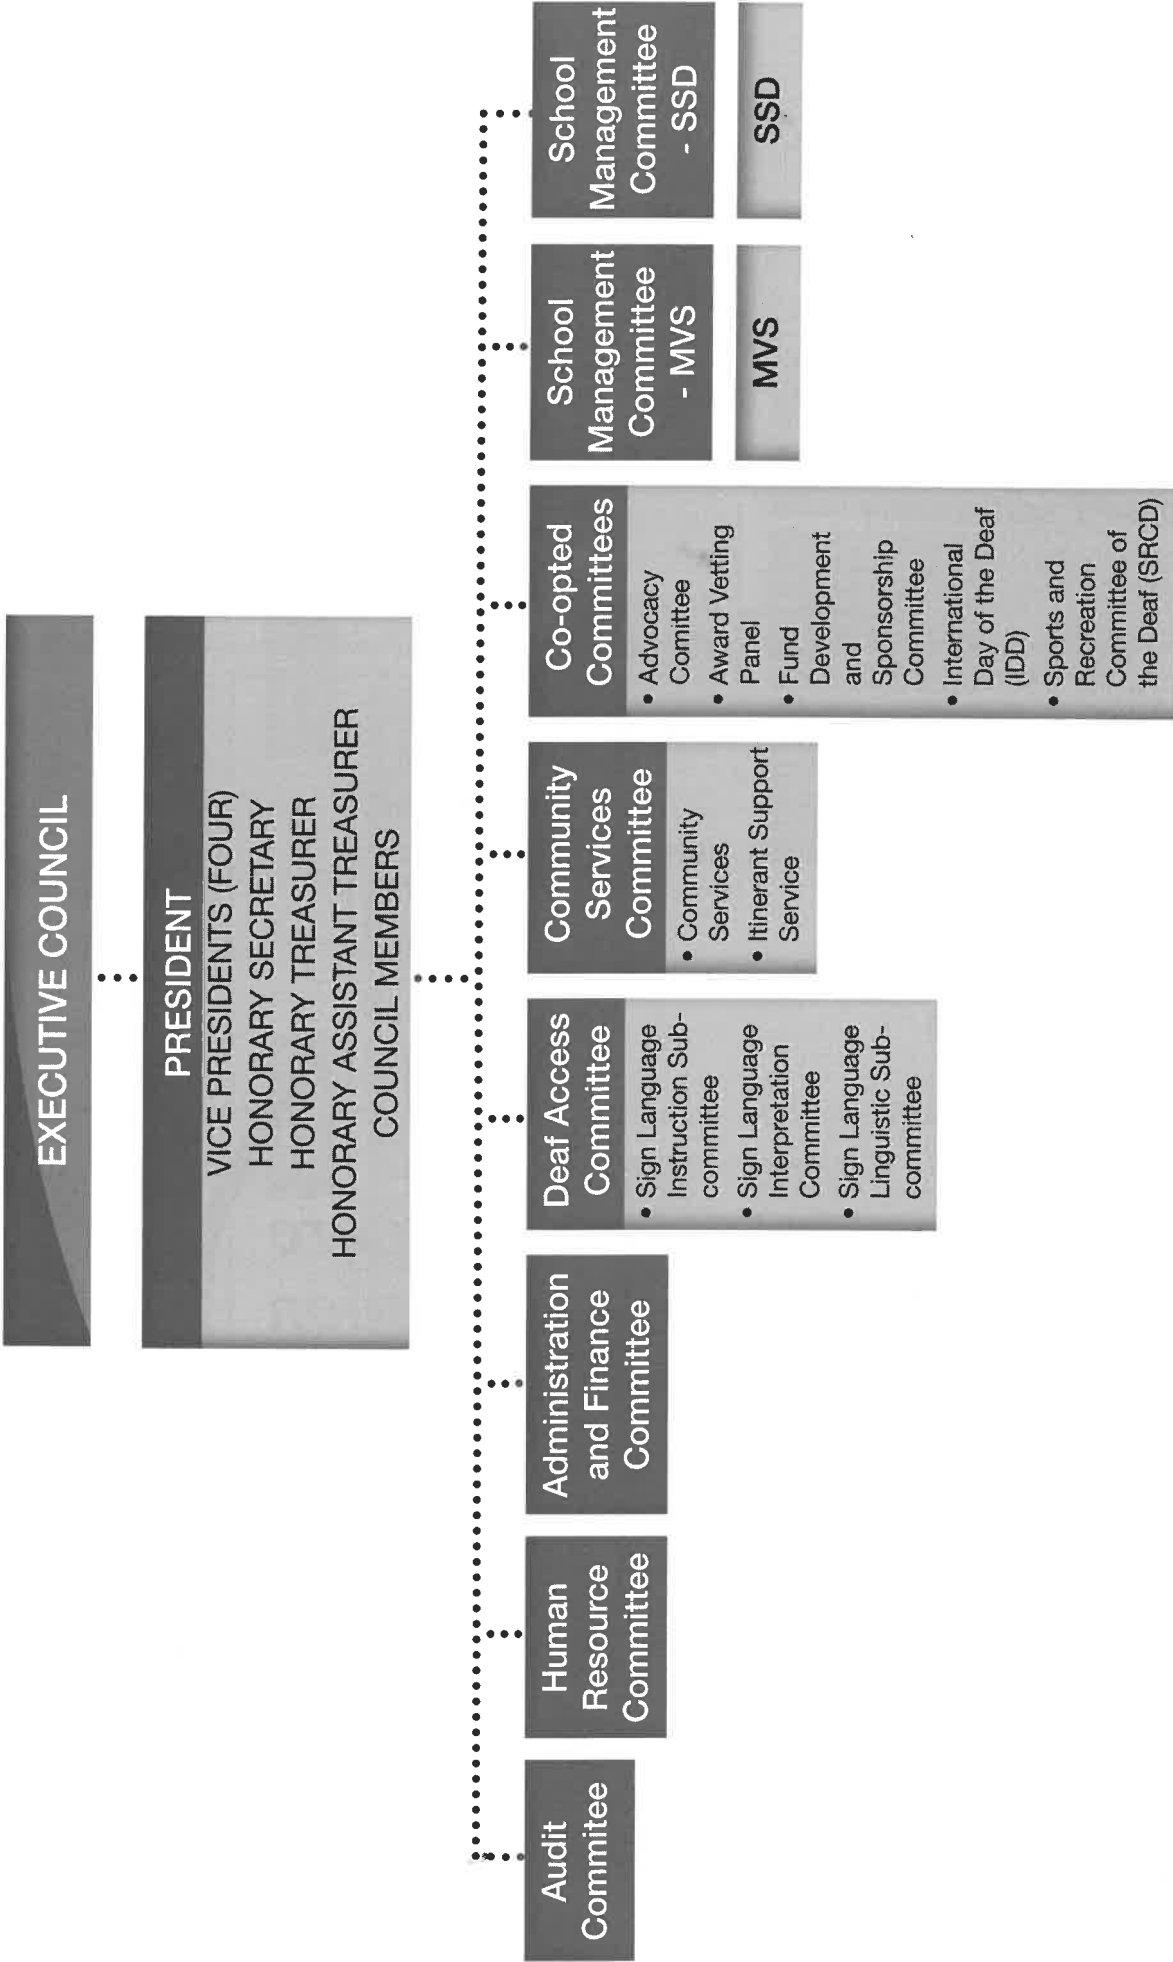 EXECUTIVE COUNCIL
PRESIDENT
VICE PRESIDENTS (FOUR)
HONORARY SECRETARY
HONORARY TREASURER
HONORARY ASSISTANT TREASURER
COUNCIL MEMBERS
Audit
Commitee
Human
Resource
Committee
Administration
and Finance
Committee
Deaf Access
Committee
• Sign Language
Instruction Sub-
committee
• Sign Language
Interpretation
Committee
• Sign Language
Linguistic Sub-
committee
Community
Services
Committee
• Community
Services
• Itinerant Support
Service
Co-opted
Committees
• Advocacy
Comittee
• Award Vetting
Panel
• Fund
Development
and
Sponsorship
Committee
• International
Day of the Deaf
(IDD)
• Sports and
Recreation
Committee of
the Deaf (SRCD)
School
Management
Committee
- MVS
MVS
School
Management
Committee
- SSD
SSD